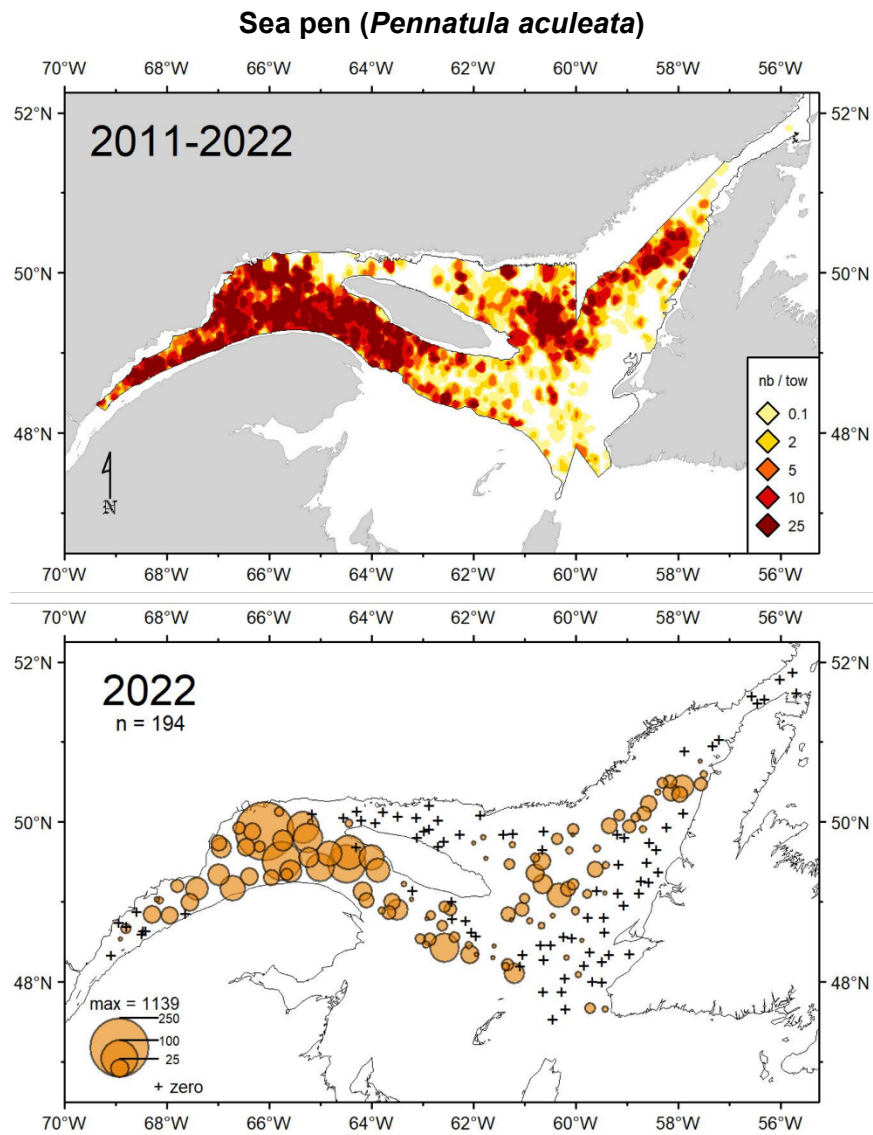 Sea pen (Pennatula aculeata)
70°W 68°W 66°W 64°W 62°W 60°W 58°W 56°W
52°N 52°N
2011-2022
50°N 50°N
nb / tow
0.1
2
48°N 48°N
5
10
N
25
70°W 68°W 66°W 64°W 62°W 60°W 58°W 56°W
70°W 68°W 66°W 64°W 62°W 60°W 58°W 56°W
52°N 52°N
2022
n = 194
50°N 50°N
48°N 48°N
max = 1139
250
100
25
+ zero
70°W 68°W 66°W 64°W 62°W 60°W 58°W 56°W